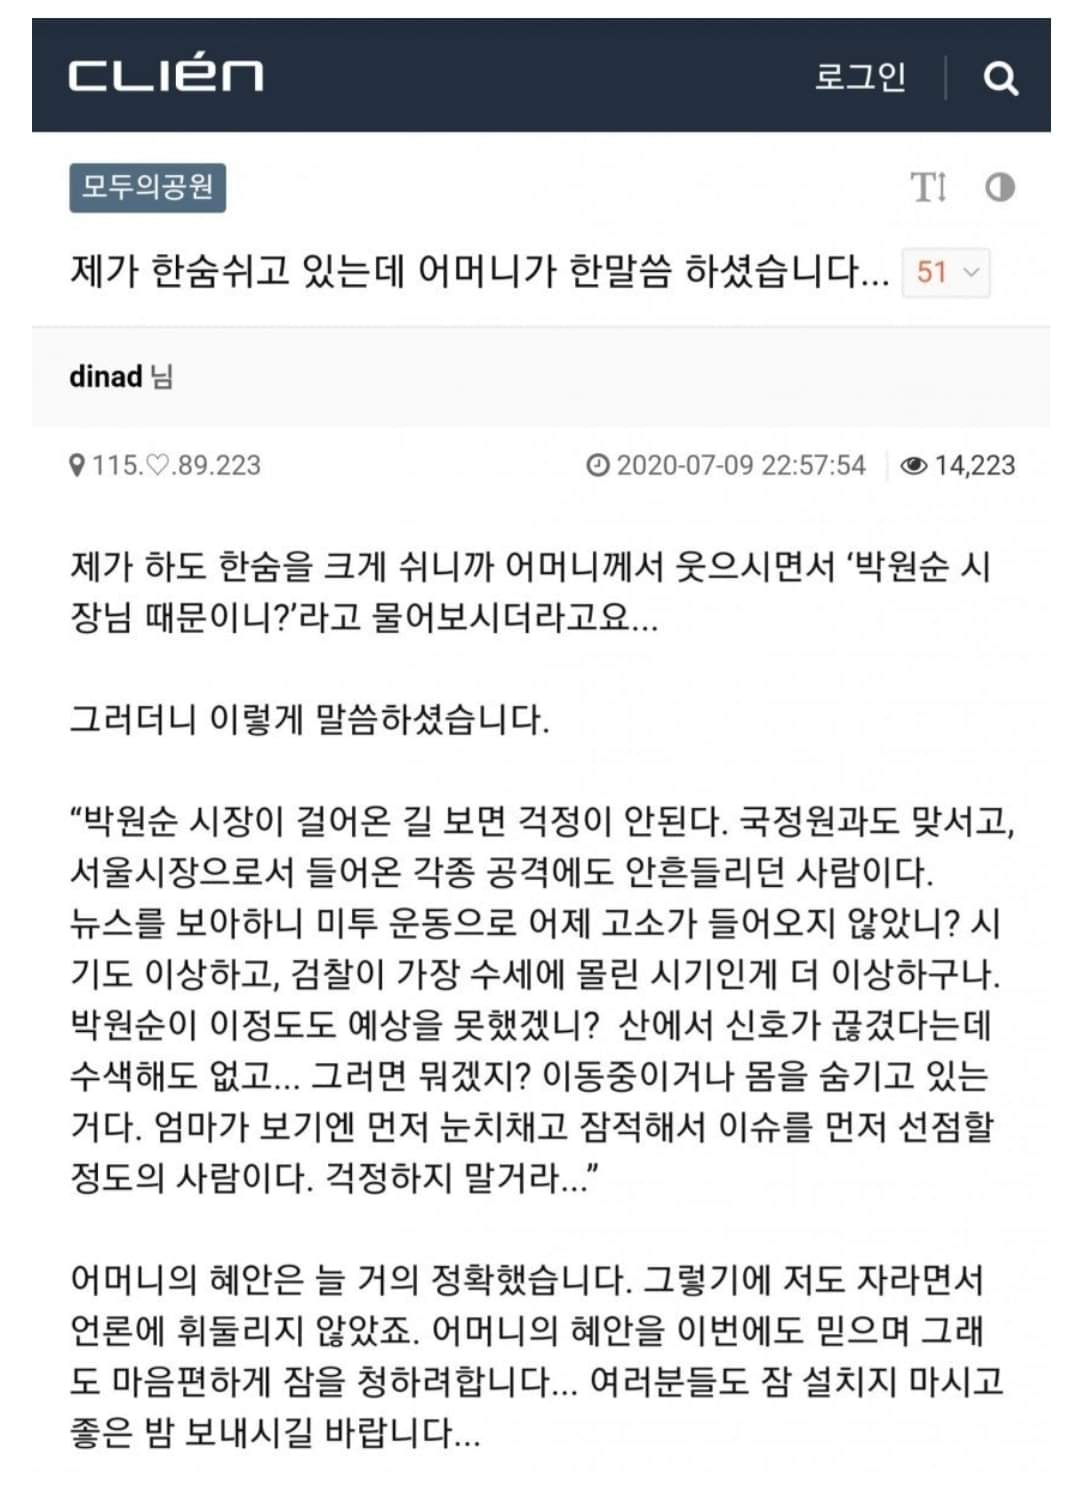 CLIén
로그인
모두의공원
제가 한숨쉬고 있는데 어머니가 한말씀 하셨습니다... 51
dinad 님
115.♡.89.223 2020-07-09 22:57:54 14,223
제가 하도 한숨을 크게 쉬니까 어머니께서 웃으시면서 ‘박원순 시
장님 때문이니?’라고 물어보시더라고요...
그러더니 이렇게 말씀하셨습니다.
“박원순 시장이 걸어온 길 보면 걱정이 안된다. 국정원과도 맞서고,
서울시장으로서 들어온 각종 공격에도 안흔들리던 사람이다.
뉴스를 보아하니 미투 운동으로 어제 고소가 들어오지 않았니? 시
기도 이상하고, 검찰이 가장 수세에 몰린 시기인게 더 이상하구나.
박원순이 이정도도 예상을 못했겠니? 산에서 신호가 끊겼다는데
수색해도 없고... 그러면 뭐겠지? 이동중이거나 몸을 숨기고 있는
거다. 엄마가 보기엔 먼저 눈치채고 잠적해서 이슈를 먼저 선점할
정도의 사람이다. 걱정하지 말거라...”
어머니의 혜안은 늘 거의 정확했습니다. 그렇기에 저도 자라면서
언론에 휘둘리지 않았죠. 어머니의 혜안을 이번에도 믿으며 그래
도 마음편하게 잠을 청하려합니다... 여러분들도 잠 설치지 마시고
좋은 밤 보내시길 바랍니다...